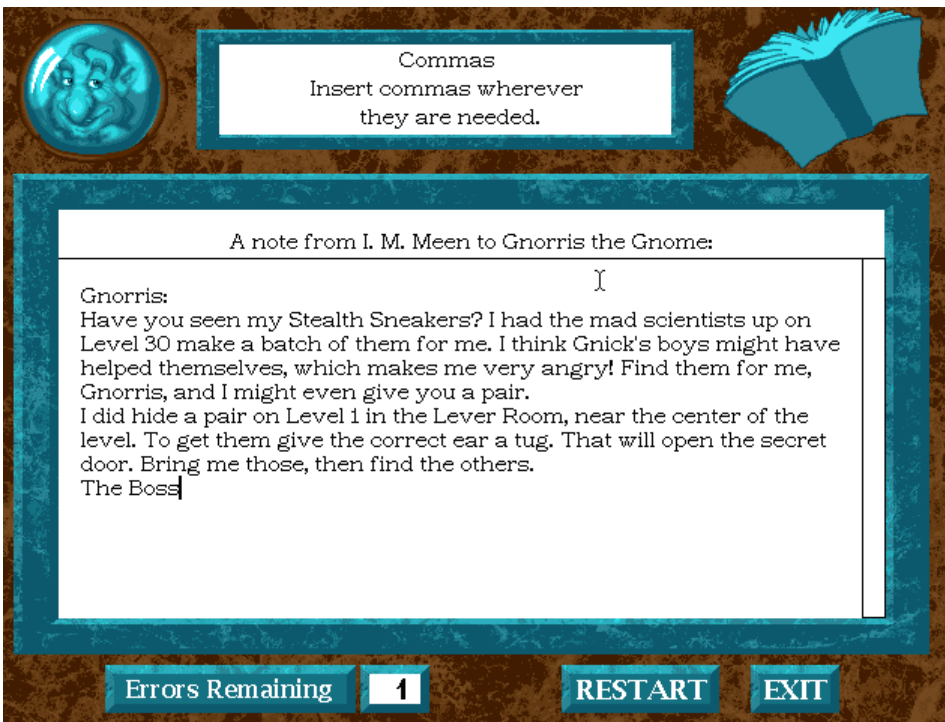 Commas
Insert commas wherever
they are needed.
A note from I. M. Meen to Gnorris the Gnome:
Gnorris:
Have you seen my Stealth Sneakers? I had the mad scientists up on
Level 30 make a batch of them for me. I think Gnick's boys might have
helped themselves, which makes me very angry! Find them for me,
Gnorris, and I might even give you a pair.
I did hide a pair on Level 1 in the Lever Room, near the center of the
level. To get them give the correct ear a tug. That will open the secret
door. Bring me those, then find the others.
The Boss
Errors Remaining 1 RESTART EXIT